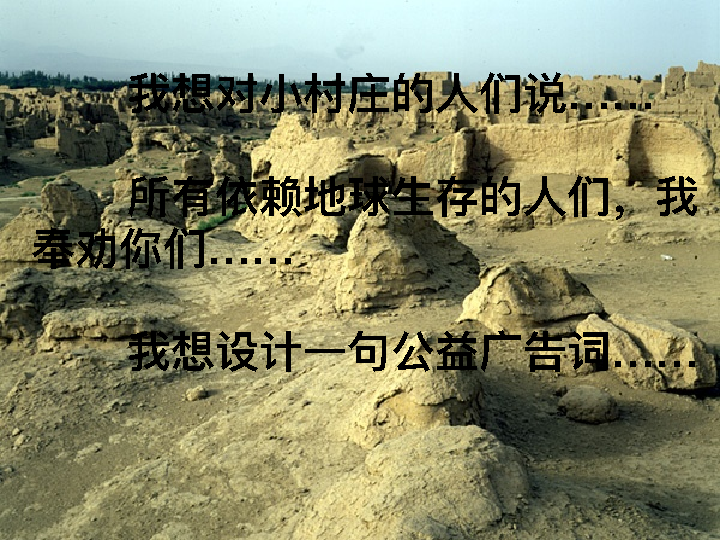 我想对小村庄的人们说……
所有依赖地球生存的人们，我
奉劝你们……
我想设计一句公益广告词……